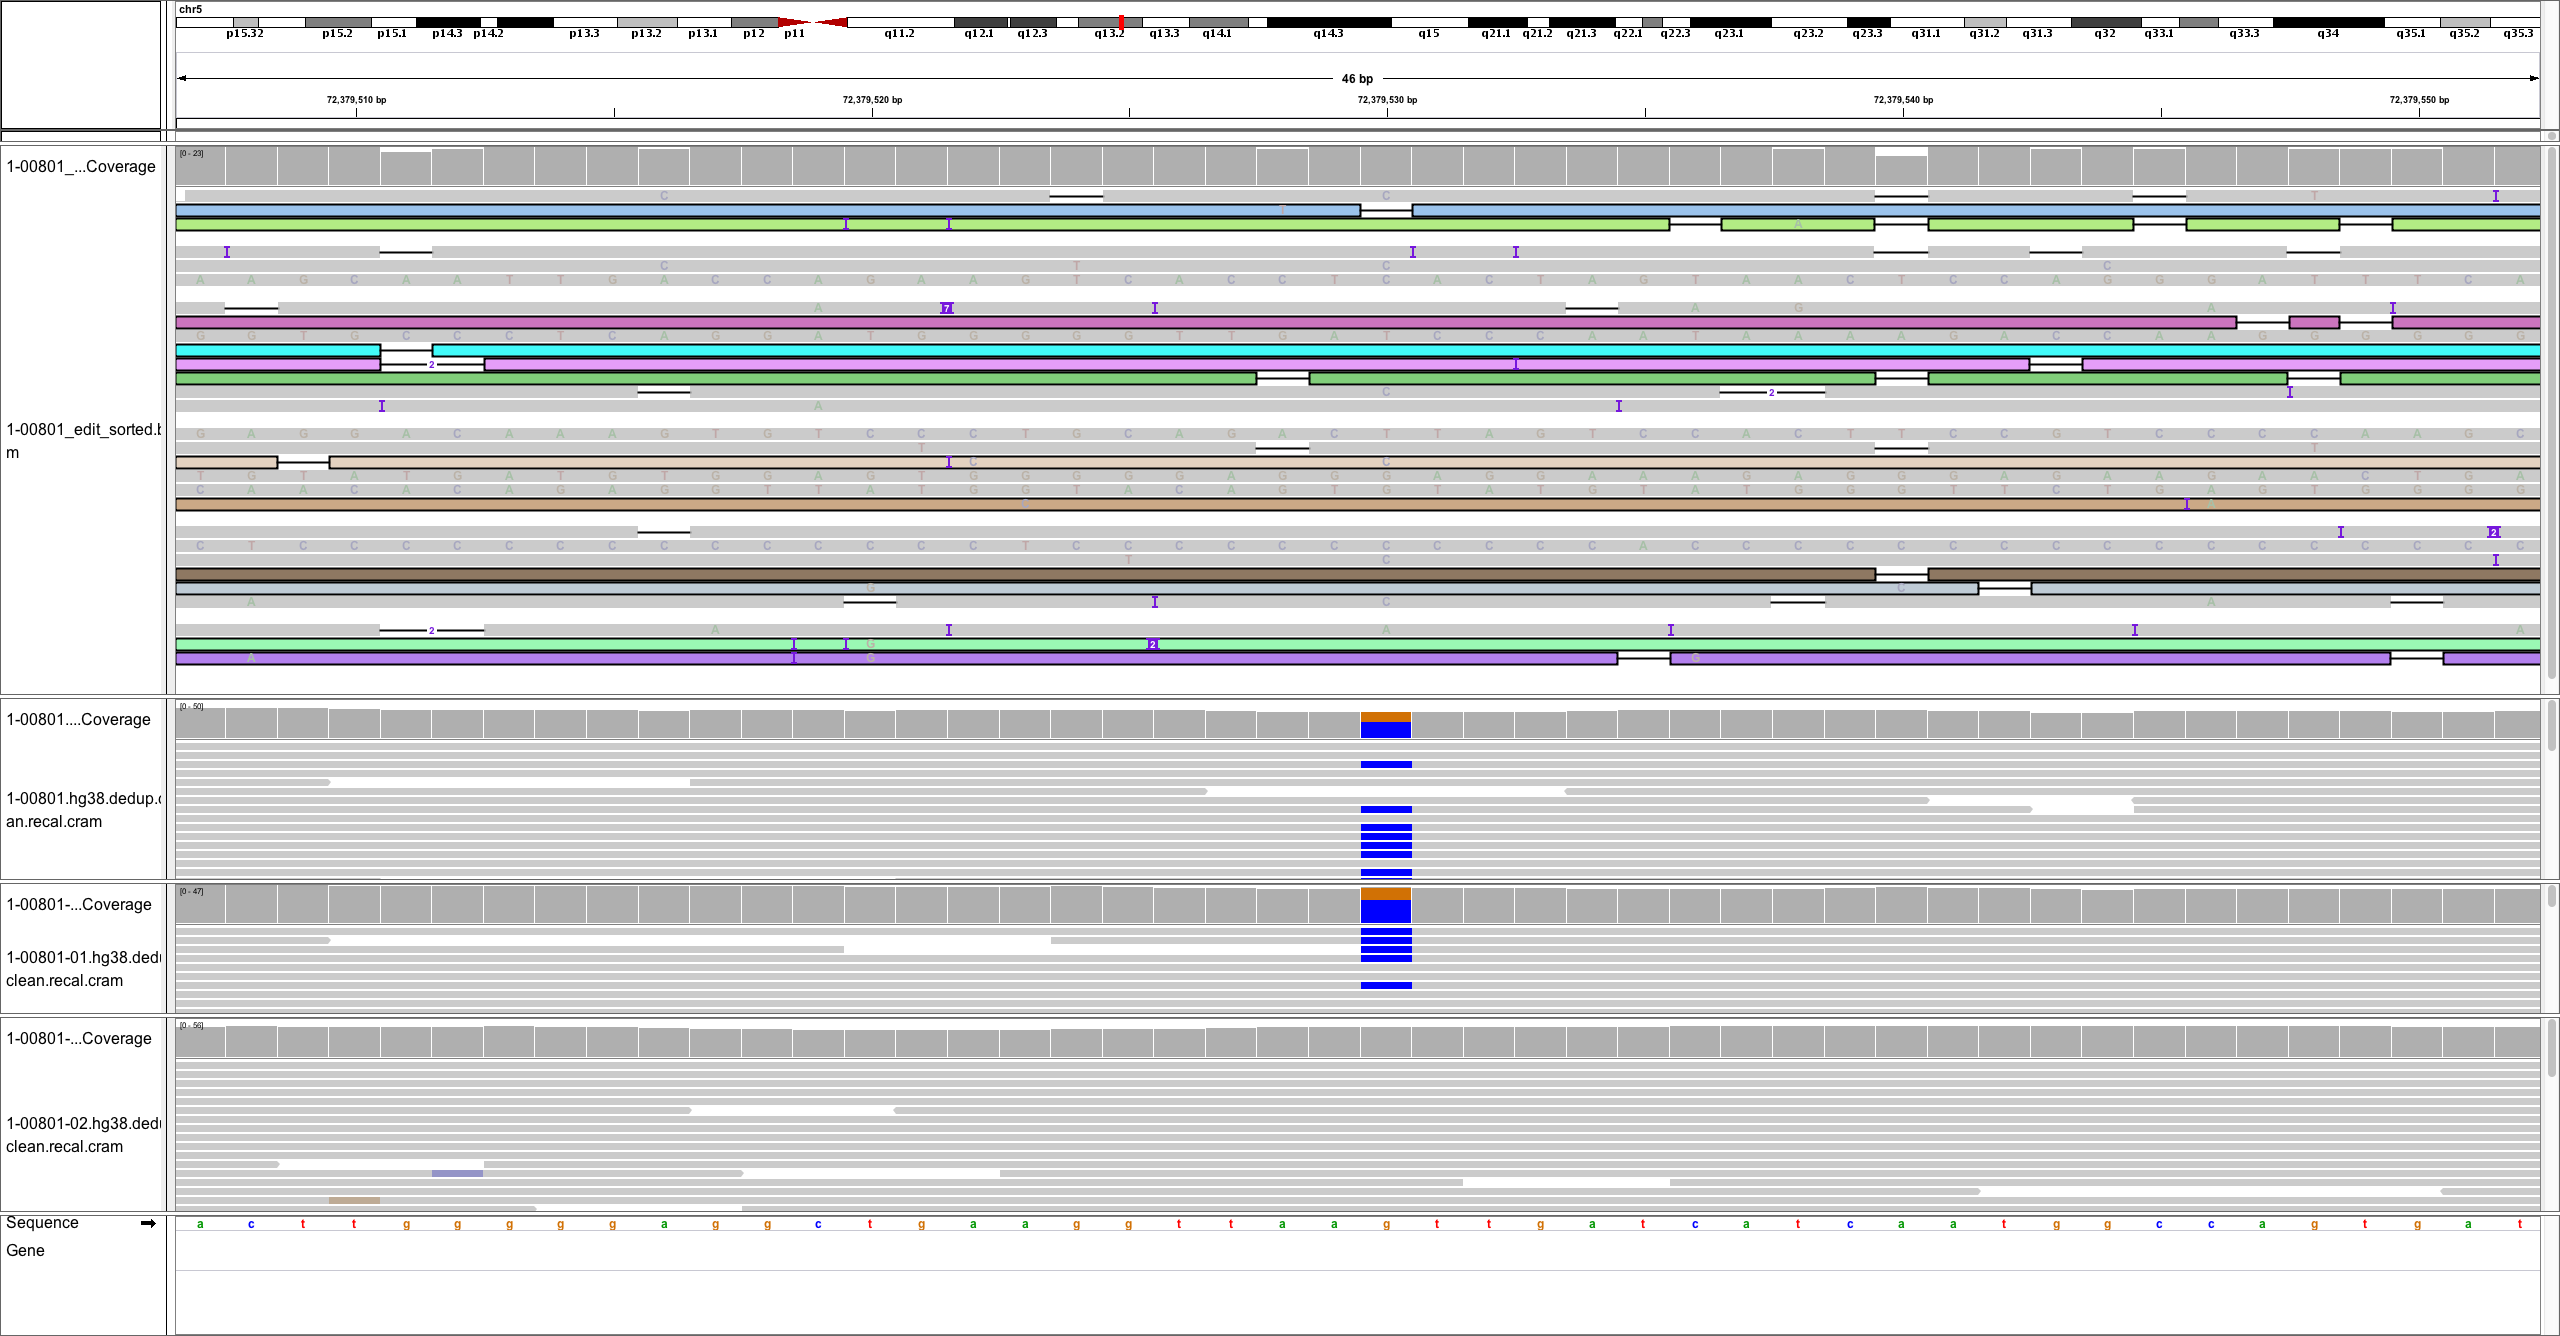 chr5
p15.32 p15.2 p15.1 p14.3 p14.2 p13.3 p13.2 p13.1 p12 p11 q11.2 q12.1 q12.3 q13.2 q13.3 q14.1 q14.3 q15 q21.1 q21.2 q21.3 q22.1 q22.3 q23.1 q23.2 q23.3 q31.1 q31.2 q31.3 q32 q33.1 q33.3 q34 q35.1 q35.2 q35.3
46 bp
72,379,510 bp 72,379,520 bp 72,379,530 bp 72,379,540 bp 72,379,550 bp
1-00801_...Coverage
[0 - 23]
C C T
T
A
C T C C
A A G C A A T T G A C C A G A A G T C A C C T C A C T A G T A A C T C C A G G G A T T T C A
7 A A G A
G G T G C C C T C A G G A T G G G G T T G A T C C C A T A A A A G A C C A A G G G G G G
2
C 2
A
1-00801_edit_sorted.b
m
G A G G A C A A A G T G T C C C T G C A G A C T T A G T C C A C T T C C G T C C C C A A G C
T T
C C
T G T A T G A T G T G G A G T G G G G A G G G G A G G A A A G A G G G A G A A G A A C T G A
C A A C A C A G A G G T T A T G G T A C A G T G T A T G T A T G G G T T C T G A G T G G G G
C A
2
C T C C C C C C C C C C C C C C T C C C C C C C C C C C A C C C C C C C C C C C C C C C C C
T C
G C
A C A
2 A A A
2 G
A G G
1-00801....Coverage
[0 - 50]
1-00801.hg38.dedup.c
an.recal.cram
1-00801-...Coverage
[0 - 47]
1-00801-01.hg38.dedu
clean.recal.cram
1-00801-...Coverage
[0 - 56]
1-00801-02.hg38.dedu
clean.recal.cram
Sequence
a c t t g g g g g a g g c t g a a g g t t a a g t t g a t c a t c a a t g g c c a g t g a t
Gene